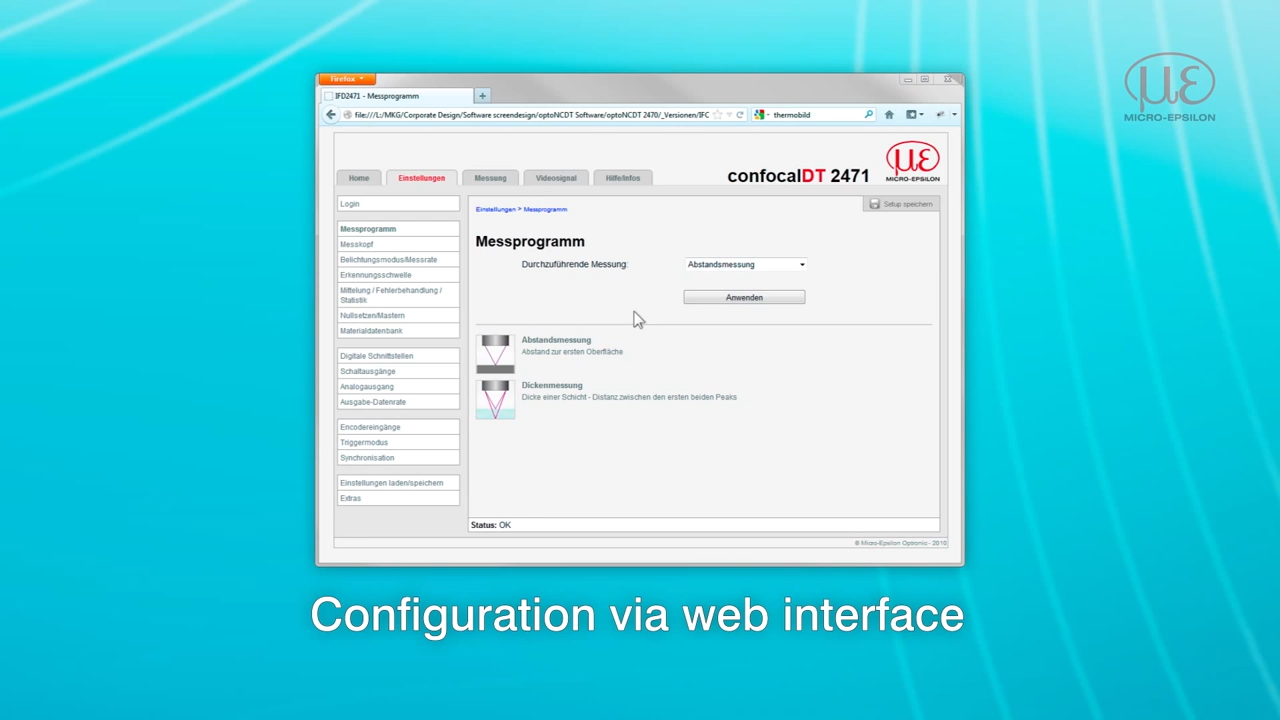 µε
MICRO-EPSILON
Firefox
IFD2471 - Messprogramm
+
file:///L:/MKG/Corporate Design/Software screendesign/optoNCDT Software/optoNCDT 2470/_Versionen/IFC
thermobild
Home
Einstellungen
Messung
Videosignal
Hilfe/Infos
confocalDT 2471
µε
MICRO-EPSILON
Login
Messprogramm
Messkopf
Belichtungsmodus/Messrate
Erkennungsschwelle
Mittelung / Fehlerbehandlung /
Statistik
Nullsetzen/Mastern
Materialdatenbank
Digitale Schnittstellen
Schaltausgänge
Analogausgang
Ausgabe-Datenrate
Encodereingänge
Triggermodus
Synchronisation
Einstellungen laden/speichern
Extras
Einstellungen > Messprogramm
Setup speichern
Messprogramm
Durchzuführende Messung:
Abstandsmessung
Anwenden
Abstandsmessung
Abstand zur ersten Oberfläche
Dickenmessung
Dicke einer Schicht - Distanz zwischen den ersten beiden Peaks
Status: OK
© Micro-Epsilon Optronic - 2010
Configuration via web interface